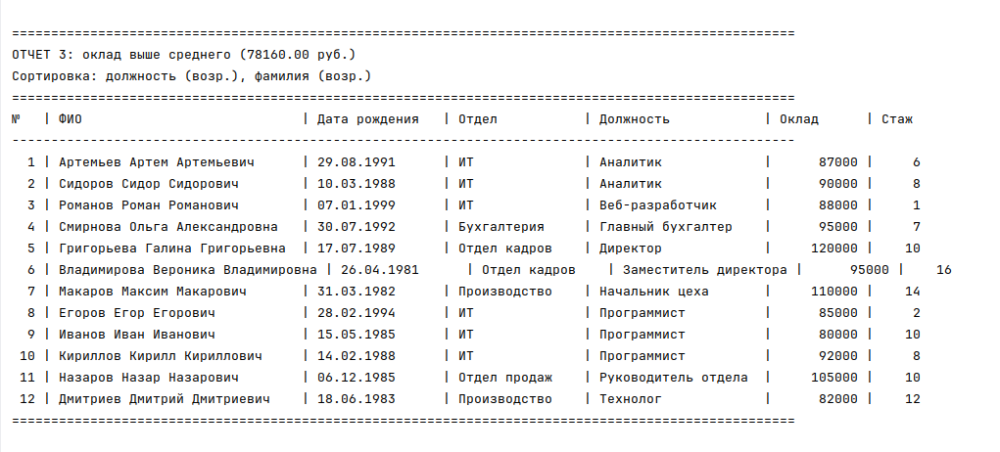 ====================================================================================================
ОТЧЕТ 3: оклад выше среднего (78160.00 руб.)
Сортировка: должность (возр.), фамилия (возр.)
====================================================================================================
№   | ФИО                            | Дата рождения   | Отдел           | Должность            | Оклад      | Стаж
----------------------------------------------------------------------------------------------------
  1 | Артемьев Артем Артемьевич      | 29.08.1991      | ИТ              | Аналитик             |      87000 |     6
  2 | Сидоров Сидор Сидорович        | 10.03.1988      | ИТ              | Аналитик             |      90000 |     8
  3 | Романов Роман Романович        | 07.01.1999      | ИТ              | Веб-разработчик      |      88000 |     1
  4 | Смирнова Ольга Александровна   | 30.07.1992      | Бухгалтерия     | Главный бухгалтер    |      95000 |     7
  5 | Григорьева Галина Григорьевна  | 17.07.1989      | Отдел кадров    | Директор             |     120000 |    10
  6 | Владимирова Вероника Владимировна | 26.04.1981      | Отдел кадров    | Заместитель директора |      95000 |    16
  7 | Макаров Максим Макарович       | 31.03.1982      | Производство    | Начальник цеха       |     110000 |    14
  8 | Егоров Егор Егорович           | 28.02.1994      | ИТ              | Программист          |      85000 |     2
  9 | Иванов Иван Иванович           | 15.05.1985      | ИТ              | Программист          |      80000 |    10
 10 | Кириллов Кирилл Кириллович     | 14.02.1988      | ИТ              | Программист          |      92000 |     8
 11 | Назаров Назар Назарович        | 06.12.1985      | Отдел продаж    | Руководитель отдела  |     105000 |    10
 12 | Дмитриев Дмитрий Дмитриевич    | 18.06.1983      | Производство    | Технолог             |      82000 |    12
====================================================================================================